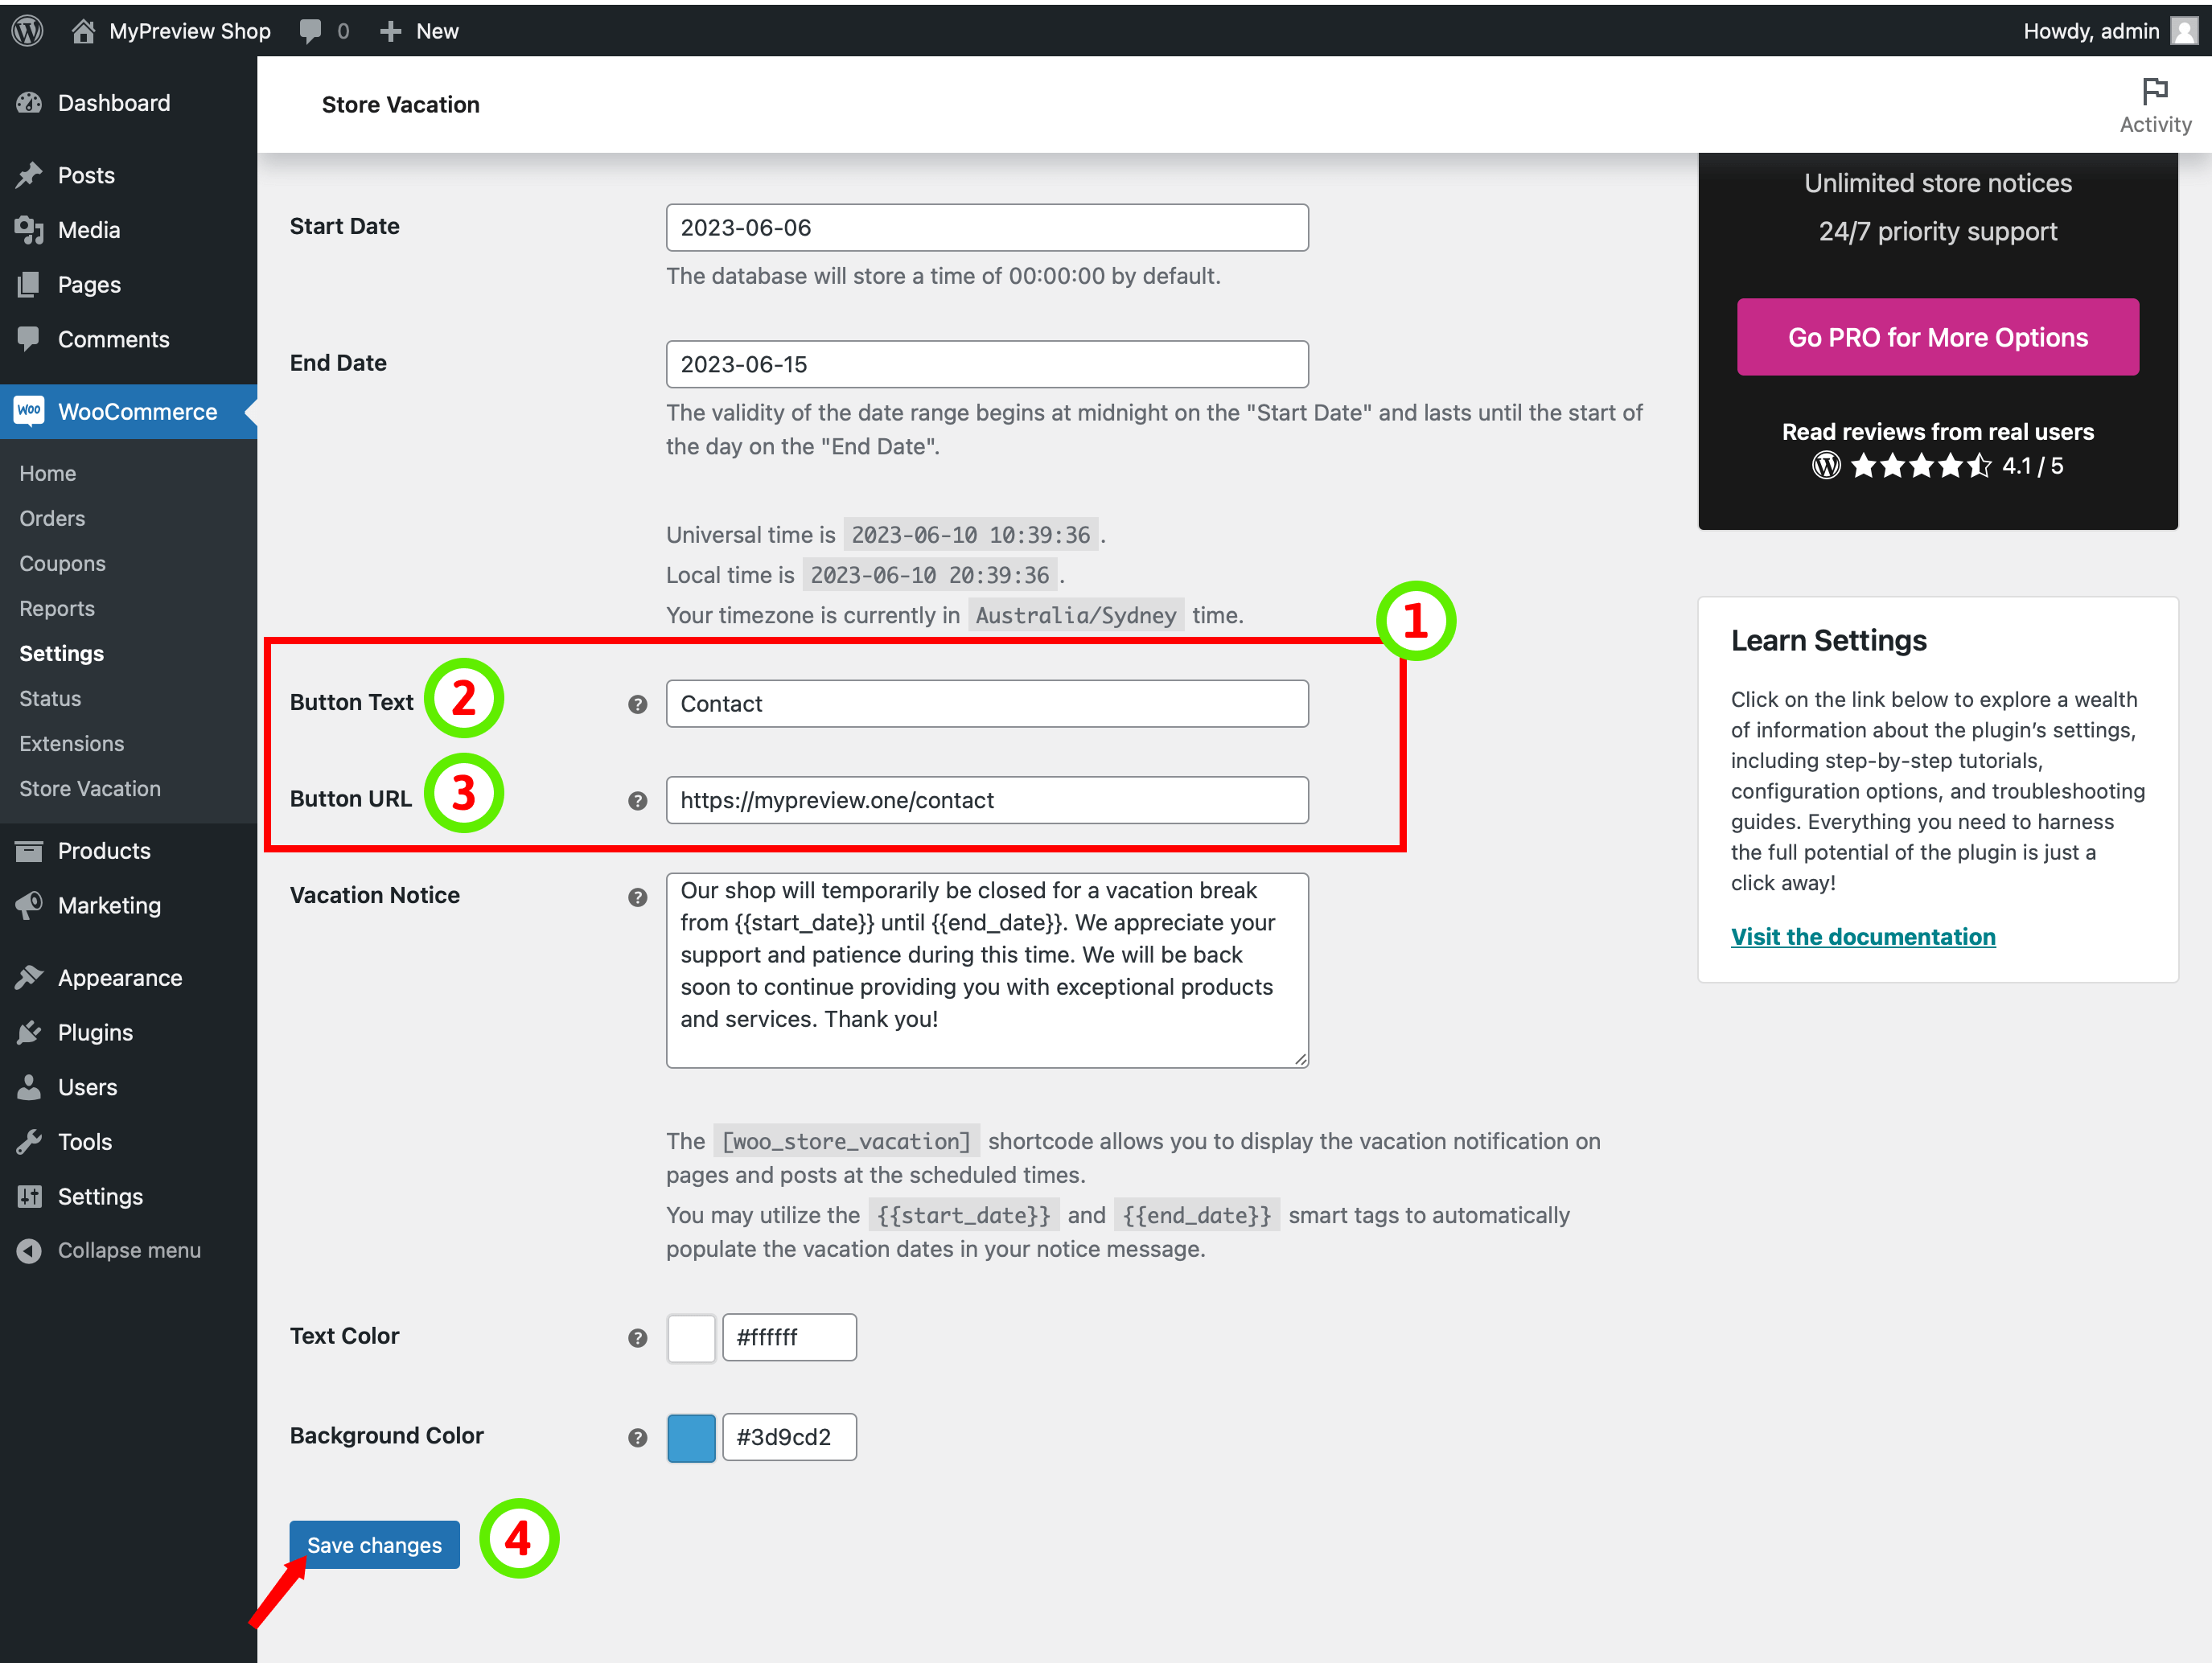 MyPreview Shop 0 New Howdy, admin
Dashboard
Posts
Media
Pages
Comments
Woo WooCommerce
Home
Orders
Coupons
Reports
Settings
Status
Extensions
Store Vacation
Products
Marketing
Appearance
Plugins
Users
Tools
Settings
Collapse menu
Store Vacation
Activity
Start Date
2023-06-06
The database will store a time of 00:00:00 by default.
End Date
2023-06-15
The validity of the date range begins at midnight on the "Start Date" and lasts until the start of
the day on the "End Date".
Universal time is 2023-06-10 10:39:36 .
Local time is 2023-06-10 20:39:36 .
Your timezone is currently in Australia/Sydney time.
1
Button Text 2 ? Contact
Button URL 3 ? https://mypreview.one/contact
Vacation Notice ?
Our shop will temporarily be closed for a vacation break
from {{start_date}} until {{end_date}}. We appreciate your
support and patience during this time. We will be back
soon to continue providing you with exceptional products
and services. Thank you!
The [woo_store_vacation] shortcode allows you to display the vacation notification on
pages and posts at the scheduled times.
You may utilize the {{start_date}} and {{end_date}} smart tags to automatically
populate the vacation dates in your notice message.
Text Color ? #ffffff
Background Color ? #3d9cd2
Save changes 4
Unlimited store notices
24/7 priority support
Go PRO for More Options
Read reviews from real users
4.1 / 5
Learn Settings
Click on the link below to explore a wealth
of information about the plugin’s settings,
including step-by-step tutorials,
configuration options, and troubleshooting
guides. Everything you need to harness
the full potential of the plugin is just a
click away!
Visit the documentation